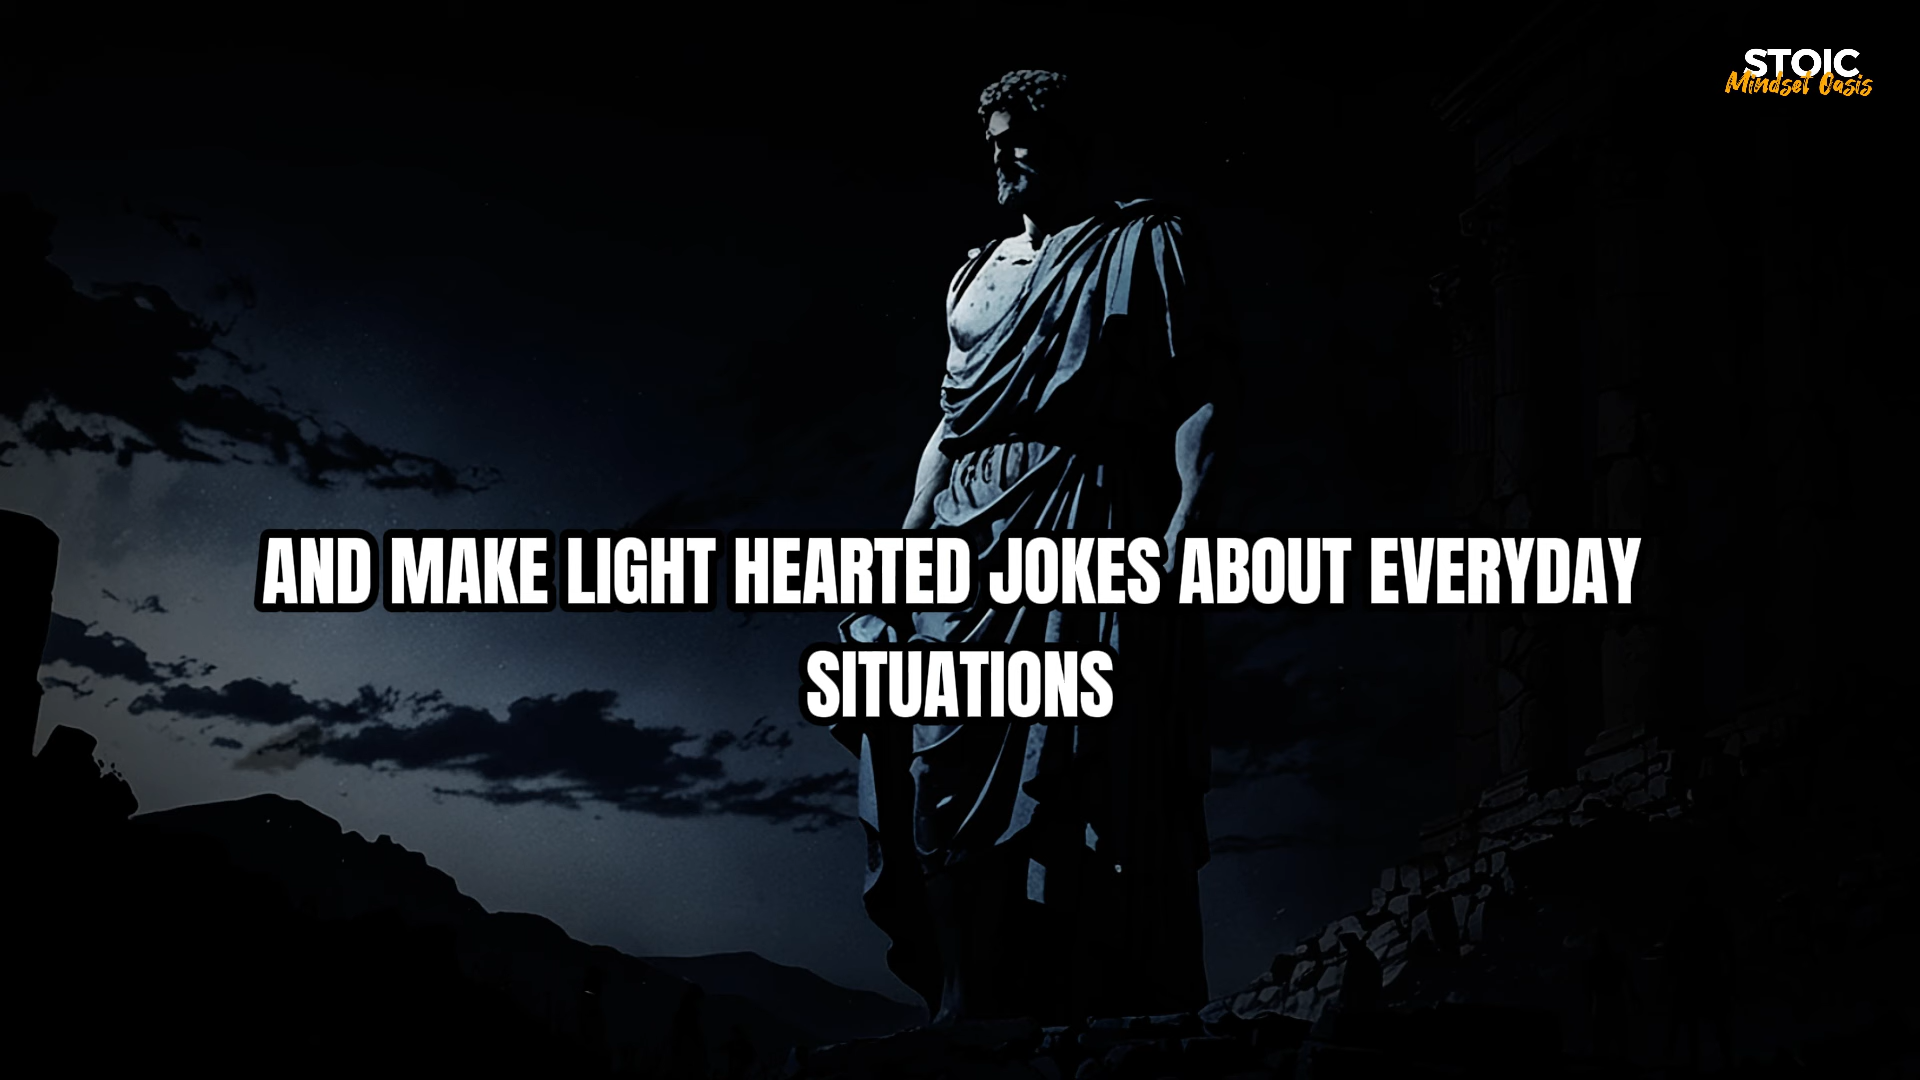 STOIC
Mindset Oasis
AND MAKE LIGHT HEARTED JOKES ABOUT EVERYDAY
SITUATIONS